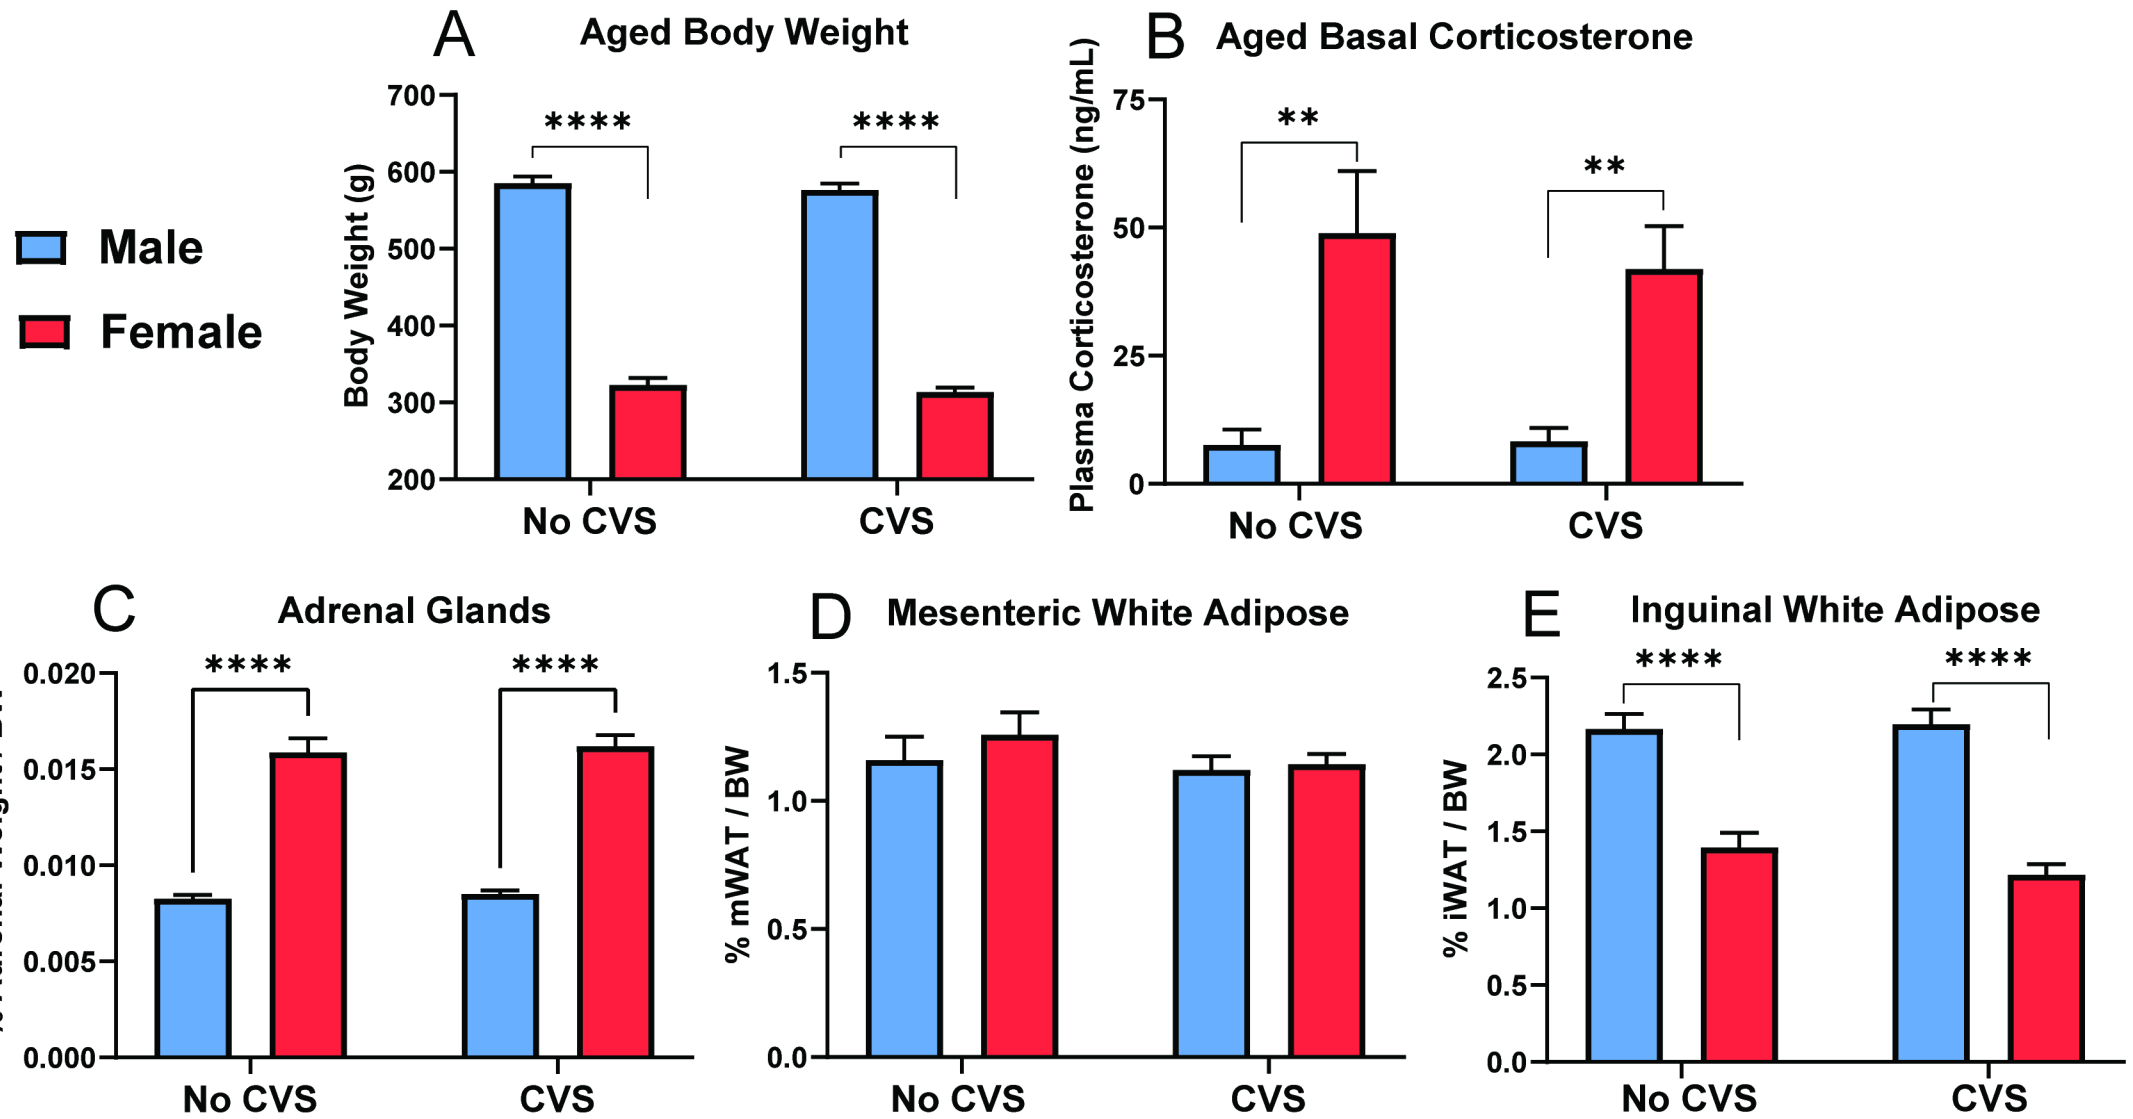 A
Aged Body Weight
B
Aged Basal Corticosterone
Male
Female
Body Weight (g)
700
600
500
400
300
200
****
****
No CVS
CVS
Plasma Corticosterone (ng/mL)
75
50
25
0
**
**
No CVS
CVS
C
Adrenal Glands
0.020
0.015
0.010
0.005
0.000
****
****
No CVS
CVS
D
Mesenteric White Adipose
% mWAT / BW
1.5
1.0
0.5
0.0
No CVS
CVS
E
Inguinal White Adipose
% iWAT / BW
2.5
2.0
1.5
1.0
0.5
0.0
****
****
No CVS
CVS